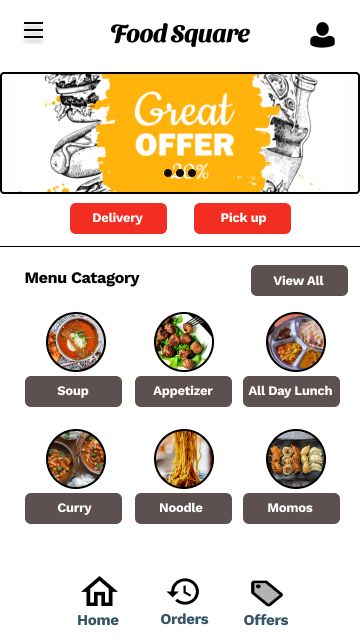 Food Square
Great
OFFER
20%
Delivery Pick up
Menu Catagory View All
Soup Appetizer All Day Lunch
Curry Noodle Momos
Home Orders Offers